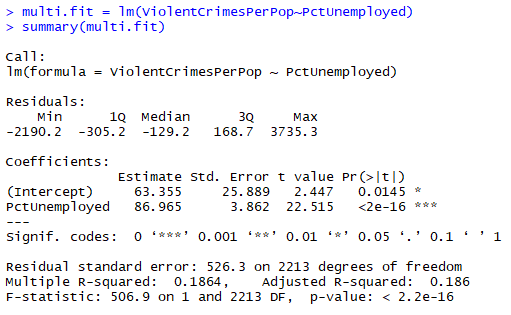 > multi.fit = lm(ViolentCrimesPerPop~PctUnemployed)
> summary(multi.fit)

Call:
lm(formula = ViolentCrimesPerPop ~ PctUnemployed)

Residuals:
    Min      1Q  Median      3Q     Max
-2190.2  -305.2  -129.2   168.7  3735.3

Coefficients:
              Estimate Std. Error t value Pr(>|t|)
(Intercept)     63.355     25.889   2.447   0.0145 *
PctUnemployed   86.965      3.862  22.515   <2e-16 ***
---
Signif. codes:  0 ‘***’ 0.001 ‘**’ 0.01 ‘*’ 0.05 ‘.’ 0.1 ‘ ’ 1

Residual standard error: 526.3 on 2213 degrees of freedom
Multiple R-squared:  0.1864,    Adjusted R-squared:  0.186
F-statistic: 506.9 on 1 and 2213 DF,  p-value: < 2.2e-16